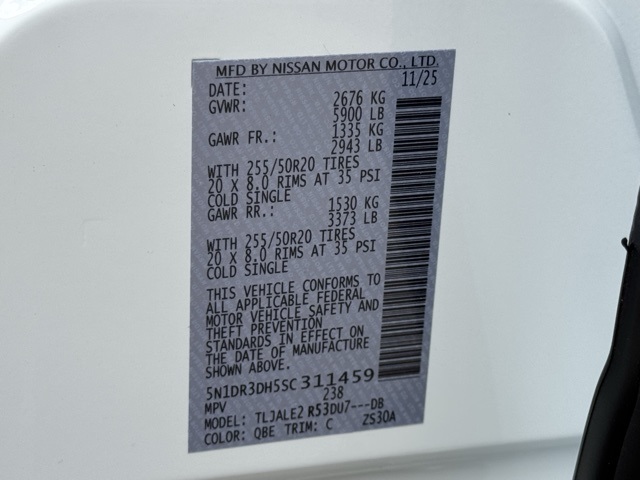 MFD BY NISSAN MOTOR CO., LTD.
DATE: 11/25
GVWR: 2676 KG
5900 LB
GAWR FR.: 1335 KG
2943 LB
WITH 255/50R20 TIRES
20 X 8.0 RIMS AT 35 PSI
COLD SINGLE
GAWR RR.: 1530 KG
3373 LB
WITH 255/50R20 TIRES
20 X 8.0 RIMS AT 35 PSI
COLD SINGLE
THIS VEHICLE CONFORMS TO
ALL APPLICABLE FEDERAL
MOTOR VEHICLE SAFETY AND
THEFT PREVENTION
STANDARDS IN EFFECT ON
THE DATE OF MANUFACTURE
SHOWN ABOVE.
5N1DR3DH5SC311459
MPV 238
MODEL: TLJALE2 R53DU7---DB
COLOR: QBE TRIM: C ZS30A